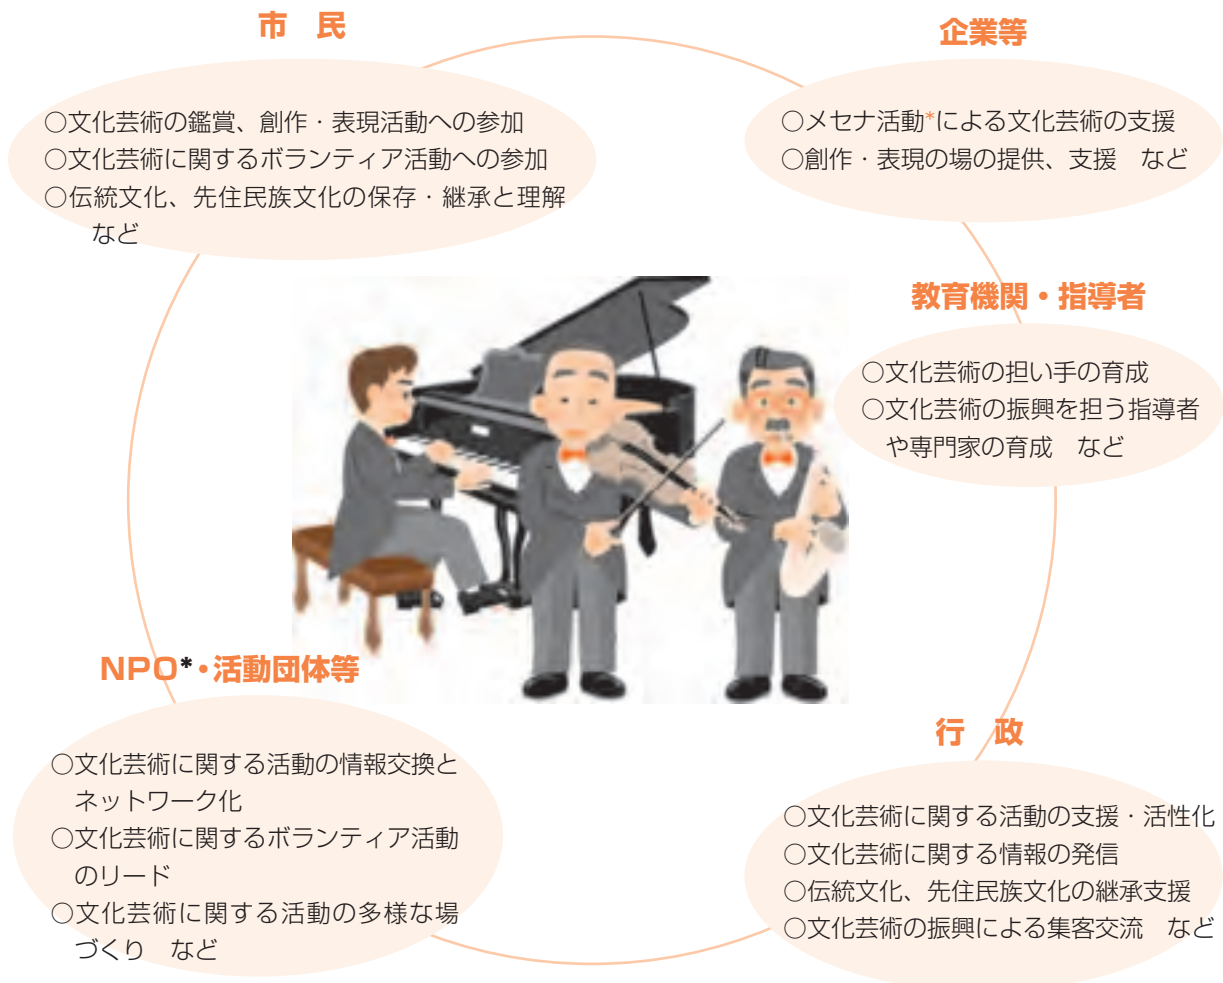 市　民
○文化芸術の鑑賞、創作・表現活動への参加
○文化芸術に関するボランティア活動への参加
○伝統文化、先住民族文化の保存・継承と理解
など
企業等
○メセナ活動*による文化芸術の支援
○創作・表現の場の提供、支援　など
教育機関・指導者
○文化芸術の担い手の育成
○文化芸術の振興を担う指導者
や専門家の育成　など
NPO*・活動団体等
○文化芸術に関する活動の情報交換と
ネットワーク化
○文化芸術に関するボランティア活動
のリード
○文化芸術に関する活動の多様な場
づくり　など
行　政
○文化芸術に関する活動の支援・活性化
○文化芸術に関する情報の発信
○伝統文化、先住民族文化の継承支援
○文化芸術の振興による集客交流　など